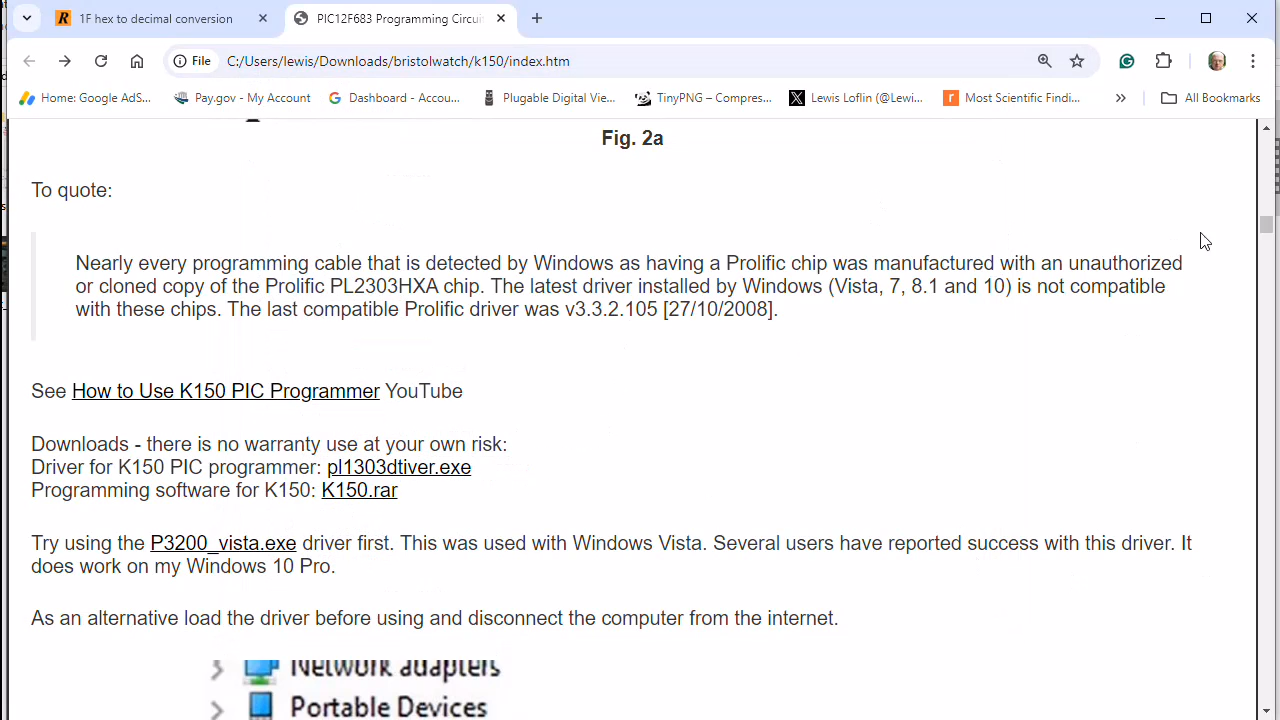 1F hex to decimal conversion
PIC12F683 Programming Circui
File
C:/Users/lewis/Downloads/bristolwatch/k150/index.htm
Home: Google AdS...
Pay.gov - My Account
Dashboard - Accou...
Plugable Digital Vie...
TinyPNG – Compres...
Lewis Loflin (@Lewi...
Most Scientific Findi...
»
All Bookmarks
Fig. 2a
To quote:
Nearly every programming cable that is detected by Windows as having a Prolific chip was manufactured with an unauthorized
or cloned copy of the Prolific PL2303HXA chip. The latest driver installed by Windows (Vista, 7, 8.1 and 10) is not compatible
with these chips. The last compatible Prolific driver was v3.3.2.105 [27/10/2008].
See How to Use K150 PIC Programmer YouTube
Downloads - there is no warranty use at your own risk:
Driver for K150 PIC programmer: pl1303dtiver.exe
Programming software for K150: K150.rar
Try using the P3200_vista.exe driver first. This was used with Windows Vista. Several users have reported success with this driver. It
does work on my Windows 10 Pro.
As an alternative load the driver before using and disconnect the computer from the internet.
Network adapters
Portable Devices